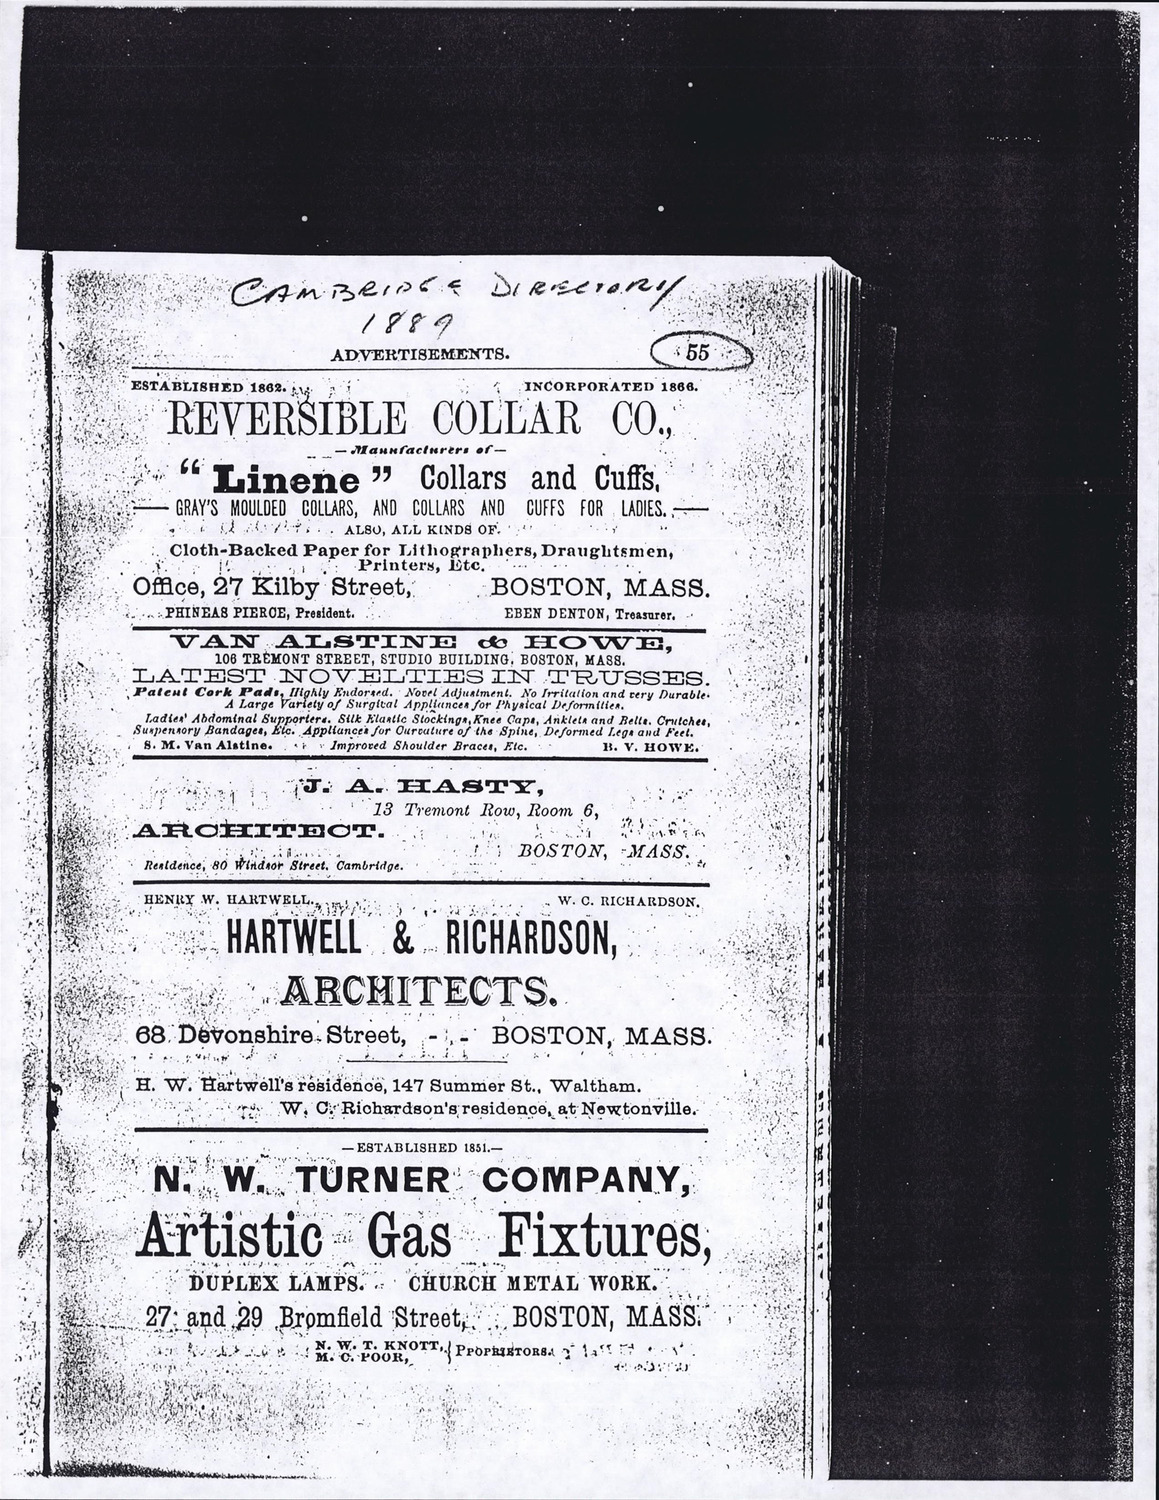 CAMBRIDGE DIRECTORY
1889
ADVERTISEMENTS. 55
ESTABLISHED 1862. INCORPORATED 1866.
REVERSIBLE COLLAR CO.,
—Manufacturers of—
"Linene" Collars and Cuffs,
GRAY'S MOULDED COLLARS, AND COLLARS AND CUFFS FOR LADIES.
ALSO, ALL KINDS OF
Cloth-Backed Paper for Lithographers, Draughtsmen,
Printers, Etc.
Office, 27 Kilby Street, BOSTON, MASS.
PHINEAS PIERCE, President. EBEN DENTON, Treasurer.
VAN ALSTINE & HOWE,
106 TREMONT STREET, STUDIO BUILDING, BOSTON, MASS.
LATEST NOVELTIES IN TRUSSES.
Patent Cork Pads, Highly Endorsed. Novel Adjustment. No Irritation and very Durable.
A Large Variety of Surgical Appliances for Physical Deformities.
Ladies' Abdominal Supporters. Silk Elastic Stockings, Knee Caps, Anklets and Belts. Crutches,
Suspensory Bandages, Etc. Appliances for Curvature of the Spine, Deformed Legs and Feet.
S. M. Van Alstine. Improved Shoulder Braces, Etc. B. V. HOWE.
J. A. HASTY,
13 Tremont Row, Room 6,
ARCHITECT.
BOSTON, MASS.
Residence, 80 Windsor Street, Cambridge.
HENRY W. HARTWELL. W. C. RICHARDSON.
HARTWELL & RICHARDSON,
ARCHITECTS.
68 Devonshire Street, - - BOSTON, MASS.
H. W. Hartwell's residence, 147 Summer St., Waltham.
W. C. Richardson's residence, at Newtonville.
—ESTABLISHED 1851.—
N. W. TURNER COMPANY,
Artistic Gas Fixtures,
DUPLEX LAMPS. CHURCH METAL WORK.
27 and 29 Bromfield Street, BOSTON, MASS.
N. W. T. KNOTT, } PROPRIETORS.
M. C. POOR,